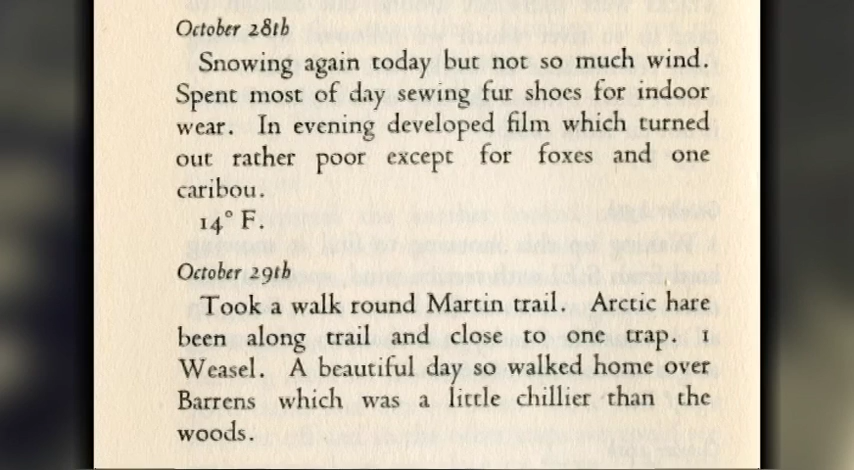 October 28th
Snowing again today but not so much wind.
Spent most of day sewing fur shoes for indoor
wear. In evening developed film which turned
out rather poor except for foxes and one
caribou.
14° F.
October 29th
Took a walk round Martin trail. Arctic hare
been along trail and close to one trap. 1
Weasel. A beautiful day so walked home over
Barrens which was a little chillier than the
woods.